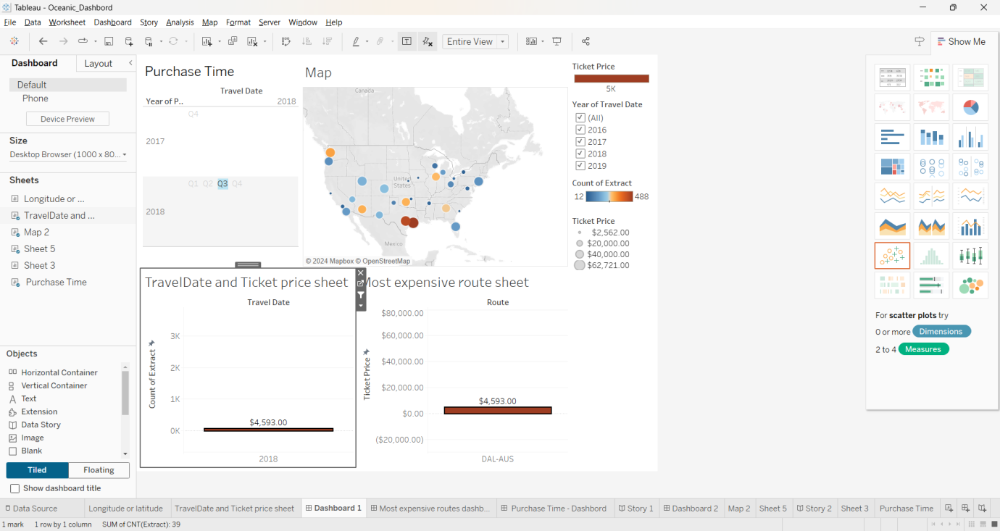 Tableau - Oceanic_Dashbord
File Data Worksheet Dashboard Story Analysis Map Format Server Window Help
Entire View
Show Me
Dashboard
Layout
Default
Phone
Device Preview
Size
Desktop Browser (1000 x 80...
Sheets
Longitude or ...
TravelDate and ...
Map 2
Sheet 5
Sheet 3
Purchase Time
Objects
Horizontal Container
Vertical Container
Text
Extension
Data Story
Image
Blank
Tiled
Floating
Show dashboard title
Purchase Time
Travel Date
Year of P..
2018
Q4
2017
Q1 Q2 Q3 Q4
2018
Map
Canada
United
States
Mexico
© 2024 Mapbox © OpenStreetMap
Ticket Price
5K
Year of Travel Date
(All)
2016
2017
2018
2019
Count of Extract
12
488
Ticket Price
$2,562.00
$20,000.00
$40,000.00
$62,721.00
TravelDate and Ticket price sheet
Travel Date
Count of Extract
3K
2K
1K
0K
$4,593.00
2018
Most expensive route sheet
Route
Ticket Price
$80,000.00
$60,000.00
$40,000.00
$20,000.00
$0.00
($20,000.00)
$4,593.00
DAL-AUS
For scatter plots try
0 or more Dimensions
2 to 4 Measures
Data Source
Longitude or latitude
TravelDate and Ticket price sheet
Dashboard 1
Most expensive routes dashb...
Purchase Time - Dashbord
Story 1
Dashboard 2
Map 2
Sheet 5
Story 2
Sheet 3
Purchase Time
1 mark 1 row by 1 column SUM of CNT(Extract): 39